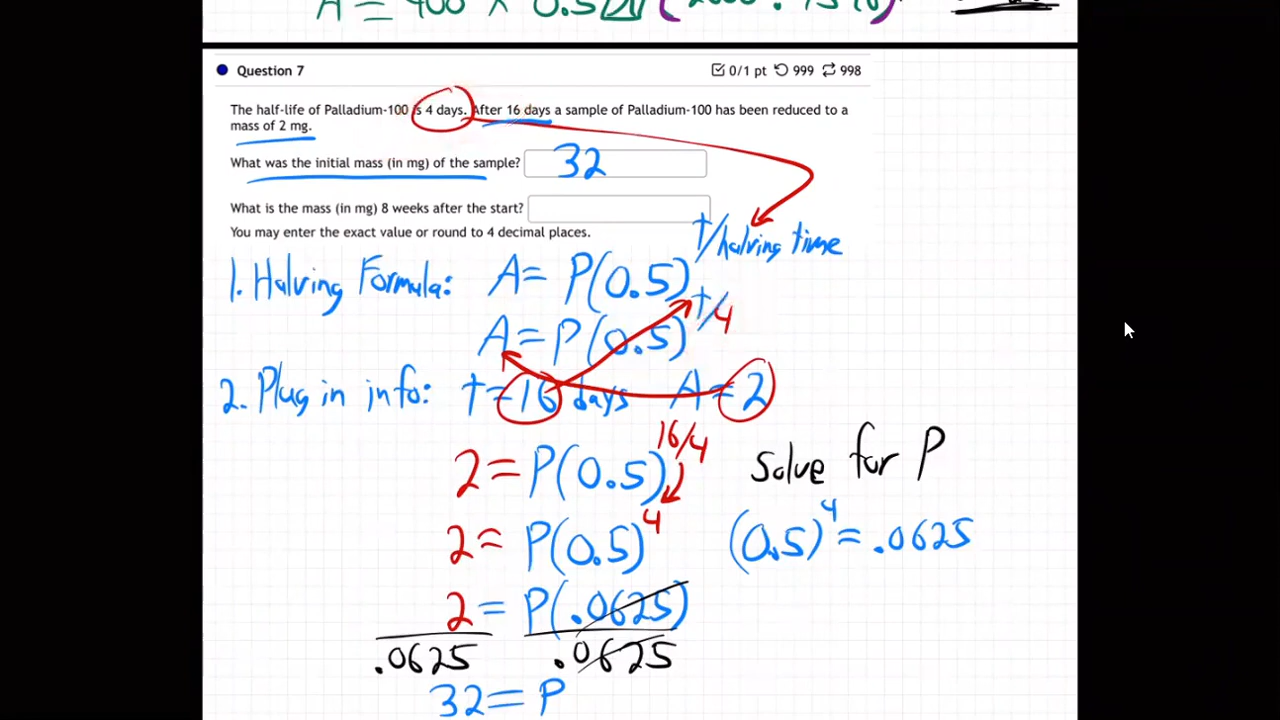 A = 400 × 0.5
Question 7
0/1 pt 999 998
The half-life of Palladium-100 is 4 days. After 16 days a sample of Palladium-100 has been reduced to a
mass of 2 mg.
What was the initial mass (in mg) of the sample? 32
What is the mass (in mg) 8 weeks after the start?
You may enter the exact value or round to 4 decimal places.
1. Halving Formula: A = P(0.5)^t/halving time
A = P(0.5)^t/4
2. Plug in info: t = 16 days A = 2
2 = P(0.5)^16/4 Solve for P
2 = P(0.5)^4 (0.5)^4 = .0625
2 = P(.0625)
.0625 .0625
32 = P